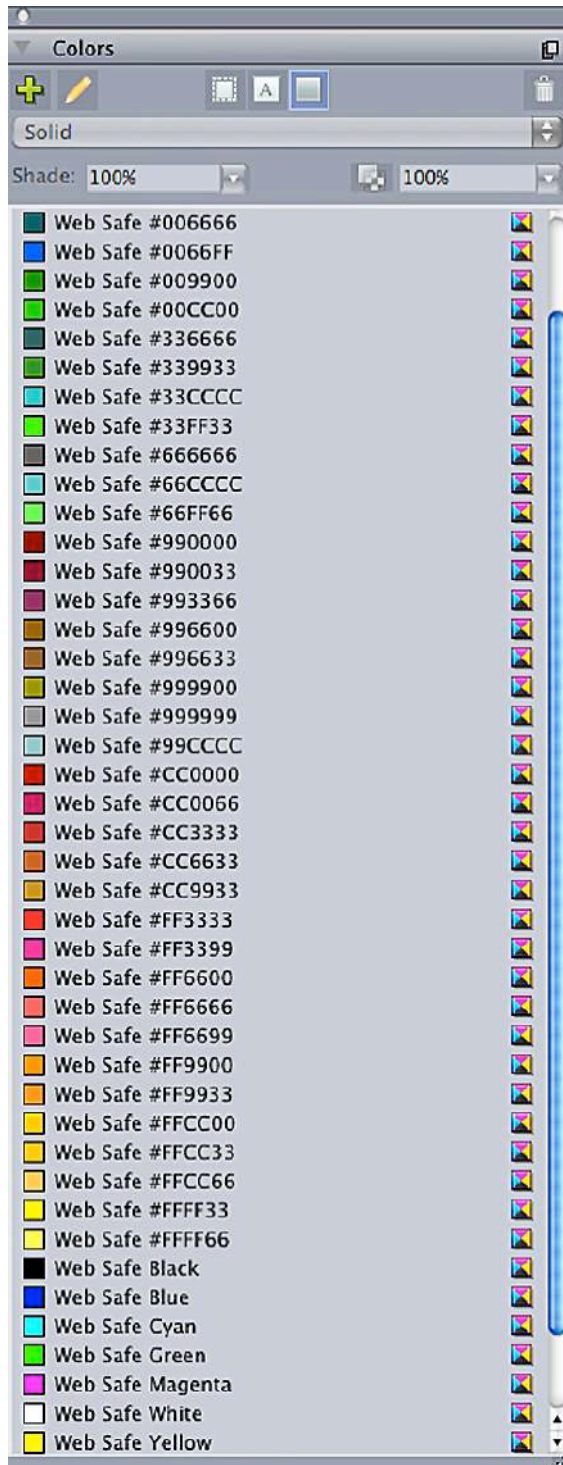 Colors
A
Solid
Shade: 100% 100%
Web Safe #006666
Web Safe #0066FF
Web Safe #009900
Web Safe #00CC00
Web Safe #336666
Web Safe #339933
Web Safe #33CCCC
Web Safe #33FF33
Web Safe #666666
Web Safe #66CCCC
Web Safe #66FF66
Web Safe #990000
Web Safe #990033
Web Safe #993366
Web Safe #996600
Web Safe #996633
Web Safe #999900
Web Safe #999999
Web Safe #99CCCC
Web Safe #CC0000
Web Safe #CC0066
Web Safe #CC3333
Web Safe #CC6633
Web Safe #CC9933
Web Safe #FF3333
Web Safe #FF3399
Web Safe #FF6600
Web Safe #FF6666
Web Safe #FF6699
Web Safe #FF9900
Web Safe #FF9933
Web Safe #FFCC00
Web Safe #FFCC33
Web Safe #FFCC66
Web Safe #FFFF33
Web Safe #FFFF66
Web Safe Black
Web Safe Blue
Web Safe Cyan
Web Safe Green
Web Safe Magenta
Web Safe White
Web Safe Yellow